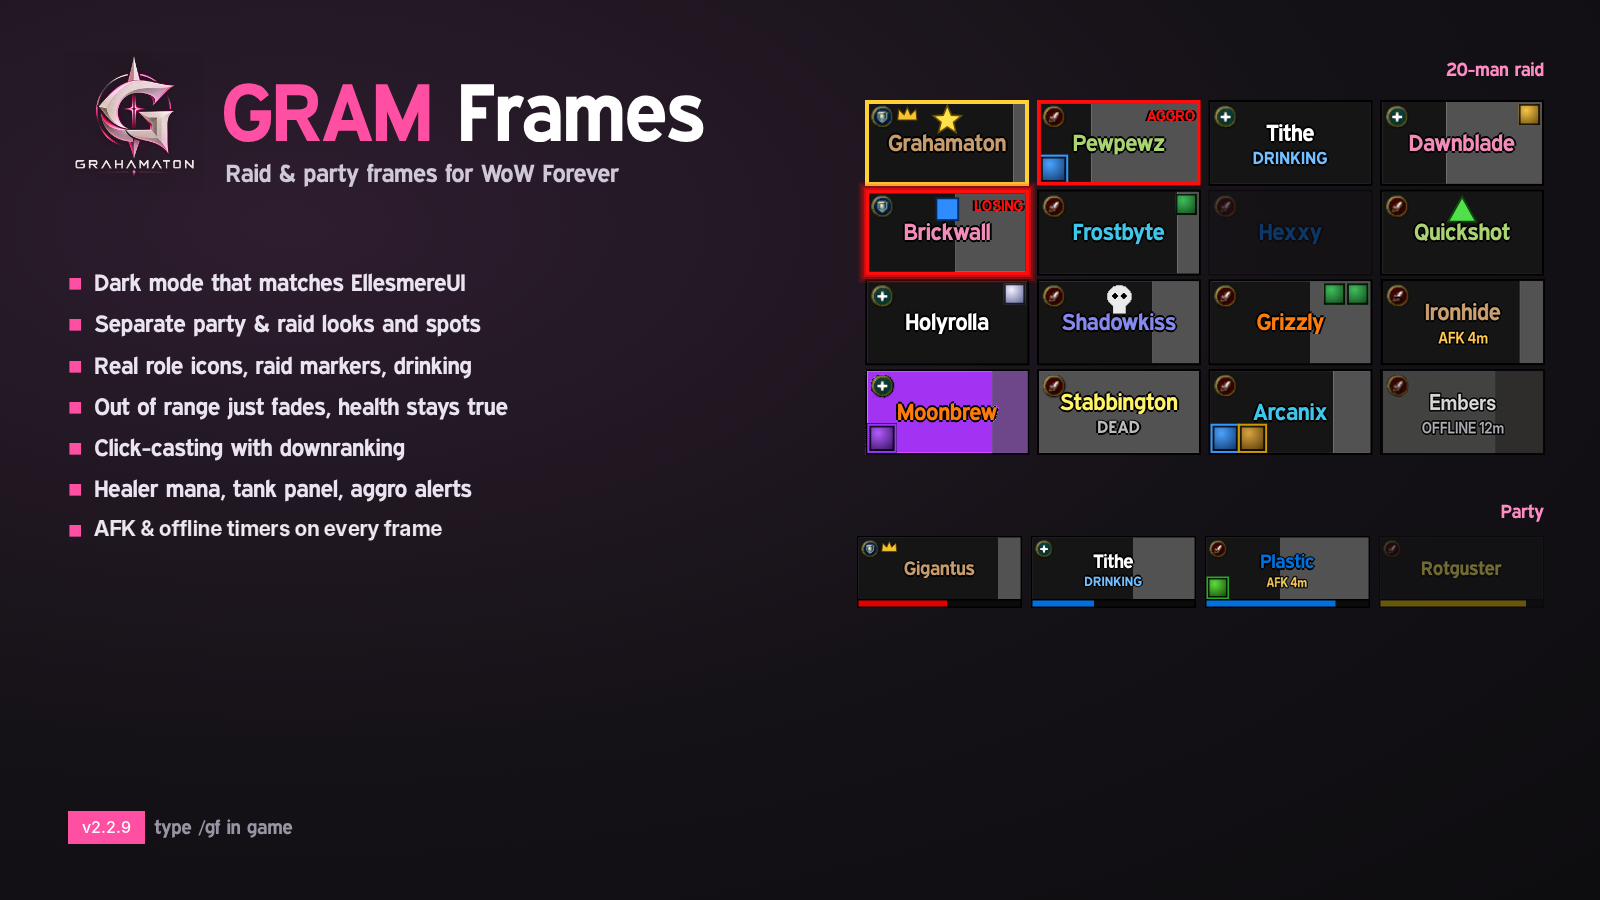 GRAHAMATON
GRAM Frames
Raid & party frames for WoW Forever
Dark mode that matches EllesmereUI
Separate party & raid looks and spots
Real role icons, raid markers, drinking
Out of range just fades, health stays true
Click-casting with downranking
Healer mana, tank panel, aggro alerts
AFK & offline timers on every frame
v2.2.9 type /gf in game
20-man raid
Grahamaton
AGGRO
Pewpewz
Tithe
DRINKING
Dawnblade
LOSING
Brickwall
Frostbyte
Hexxy
Quickshot
Holyrolla
Shadowkiss
Grizzly
Ironhide
AFK 4m
Moonbrew
Stabbington
DEAD
Arcanix
Embers
OFFLINE 12m
Party
Gigantus
Tithe
DRINKING
Plastic
AFK 4m
Rotguster